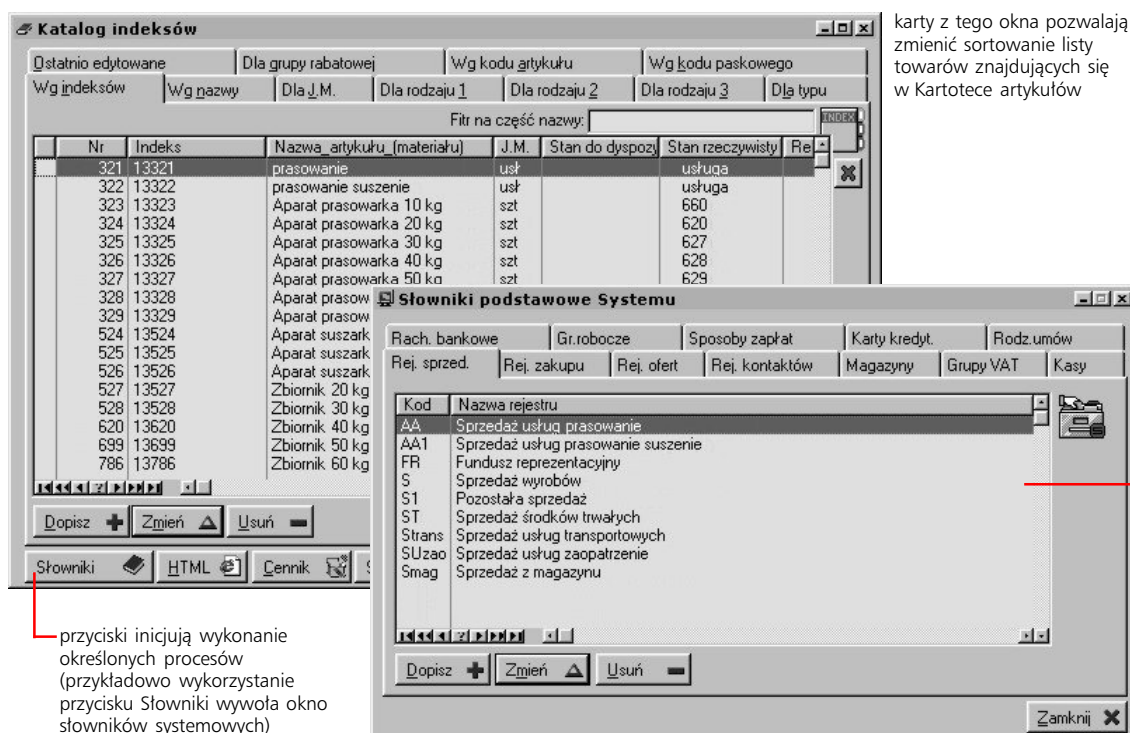 Katalog indeksów
Ostatnio edytowane Dla grupy rabatowej Wg kodu artykułu Wg kodu paskowego
Wg indeksów Wg nazwy Dla J.M. Dla rodzaju 1 Dla rodzaju 2 Dla rodzaju 3 Dla typu
Fitr na część nazwy:
INDEX
Nr Indeks Nazwa_artykułu_(materiału) J.M. Stan do dyspozy Stan rzeczywisty Re
321 13321 prasowanie usł usługa
322 13322 prasowanie suszenie usł usługa
323 13323 Aparat prasowarka 10 kg szt 660
324 13324 Aparat prasowarka 20 kg szt 620
325 13325 Aparat prasowarka 30 kg szt 627
326 13326 Aparat prasowarka 40 kg szt 628
327 13327 Aparat prasowarka 50 kg szt 629
328 13328 Aparat prasow
329 13329 Aparat prasow
524 13524 Aparat suszark
525 13525 Aparat suszark
526 13526 Aparat suszark
527 13527 Zbiornik 20 kg
528 13528 Zbiornik 30 kg
620 13620 Zbiornik 40 kg
699 13699 Zbiornik 50 kg
786 13786 Zbiornik 60 kg
Dopisz Zmień Usuń
Słowniki HTML Cennik
karty z tego okna pozwalają
zmienić sortowanie listy
towarów znajdujących się
w Kartotece artykułów
Słowniki podstawowe Systemu
Rach. bankowe Gr.robocze Sposoby zapłat Karty kredyt. Rodz.umów
Rej. sprzed. Rej. zakupu Rej. ofert Rej. kontaktów Magazyny Grupy VAT Kasy
Kod Nazwa rejestru
AA Sprzedaż usług prasowanie
AA1 Sprzedaż usług prasowanie suszenie
FR Fundusz reprezentacyjny
S Sprzedaż wyrobów
S1 Pozostała sprzedaż
ST Sprzedaż środków trwałych
Strans Sprzedaż usług transportowych
SUzao Sprzedaż usług zaopatrzenie
Smag Sprzedaż z magazynu
Dopisz Zmień Usuń
Zamknij
przyciski inicjują wykonanie
określonych procesów
(przykładowo wykorzystanie
przycisku Słowniki wywoła okno
słowników systemowych)